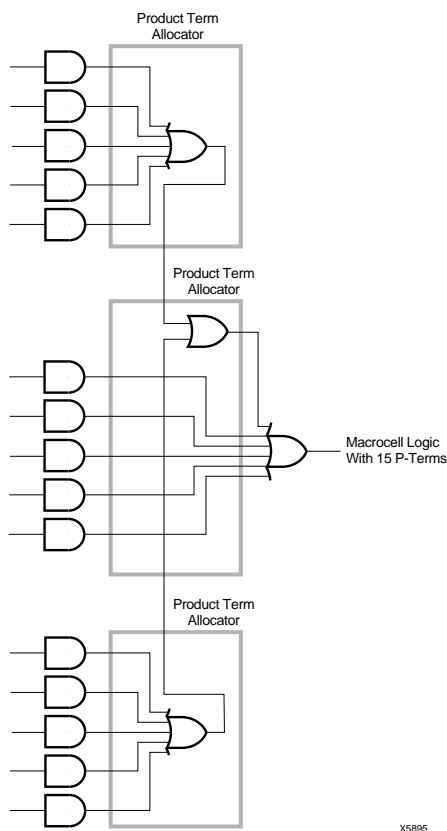 Product Term
Allocator
Product Term
Allocator
Macrocell Logic
With 15 P-Terms
Product Term
Allocator
X5895